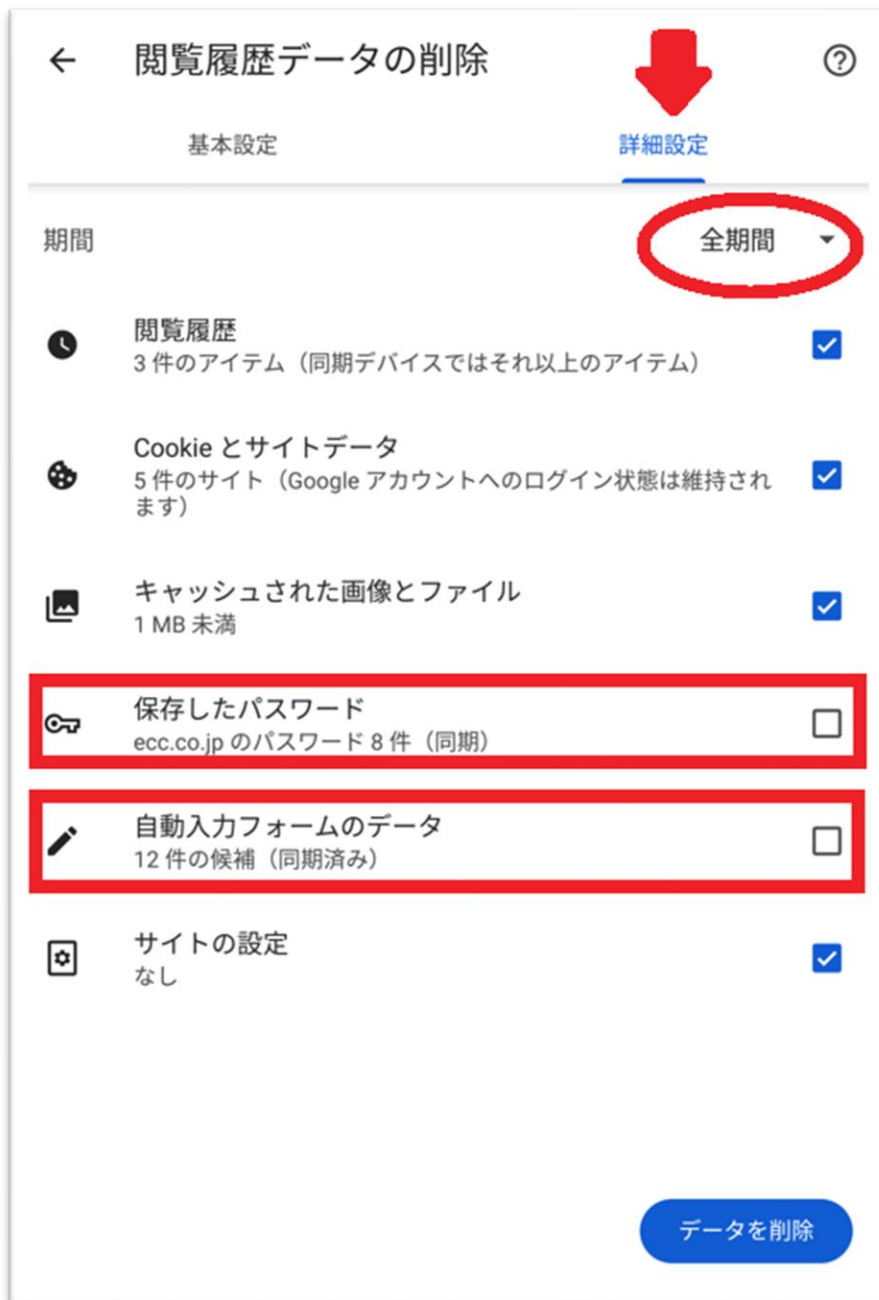 閲覧履歴データの削除
基本設定
詳細設定
期間
全期間
閲覧履歴
3 件のアイテム（同期デバイスではそれ以上のアイテム）
Cookie とサイトデータ
5 件のサイト（Google アカウントへのログイン状態は維持され
ます）
キャッシュされた画像とファイル
1 MB 未満
保存したパスワード
ecc.co.jp のパスワード 8 件（同期）
自動入力フォームのデータ
12 件の候補（同期済み）
サイトの設定
なし
データを削除